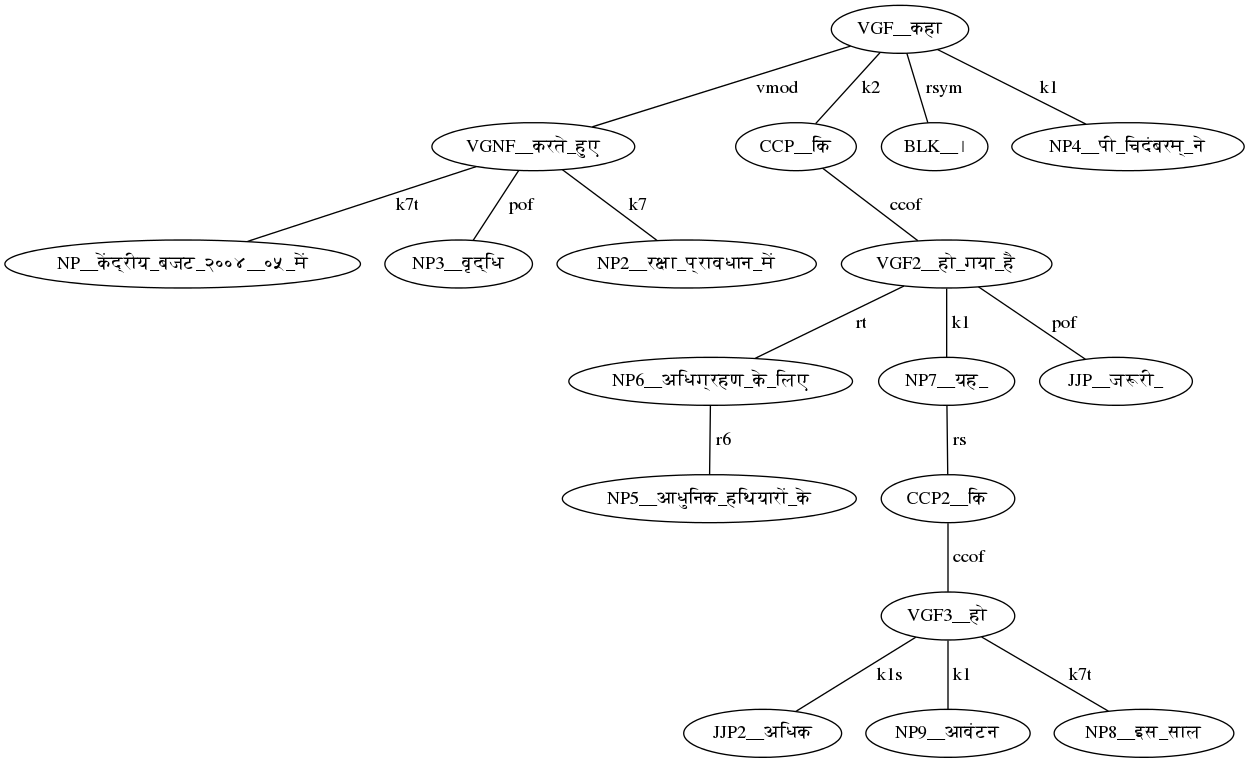 VGF__कहा
vmod k2 rsym k1
VGNF__करते_हुए CCP__कि BLK__। NP4__पी_चिदंबरम्_ने
k7t pof k7 ccof
NP__केंद्रीय_बजट_२००४__०५_में NP3__वृद्धि NP2__रक्षा_प्रावधान_में VGF2__हो_गया_है
rt k1 pof
NP6__अधिग्रहण_के_लिए NP7__यह_ JJP__जरूरी_
r6 rs
NP5__आधुनिक_हथियारों_के CCP2__कि
ccof
VGF3__हो
k1s k1 k7t
JJP2__अधिक NP9__आवंटन NP8__इस_साल